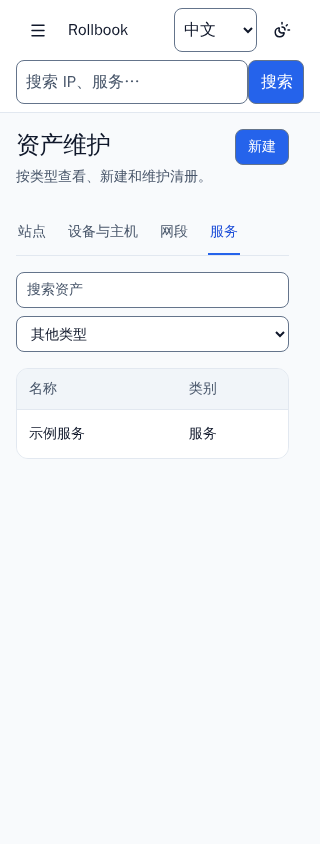 Rollbook
中文
搜索 IP、服务…
搜索
资产维护
新建
按类型查看、新建和维护清册。
站点 设备与主机 网段 服务
搜索资产
其他类型
名称 类别
示例服务 服务